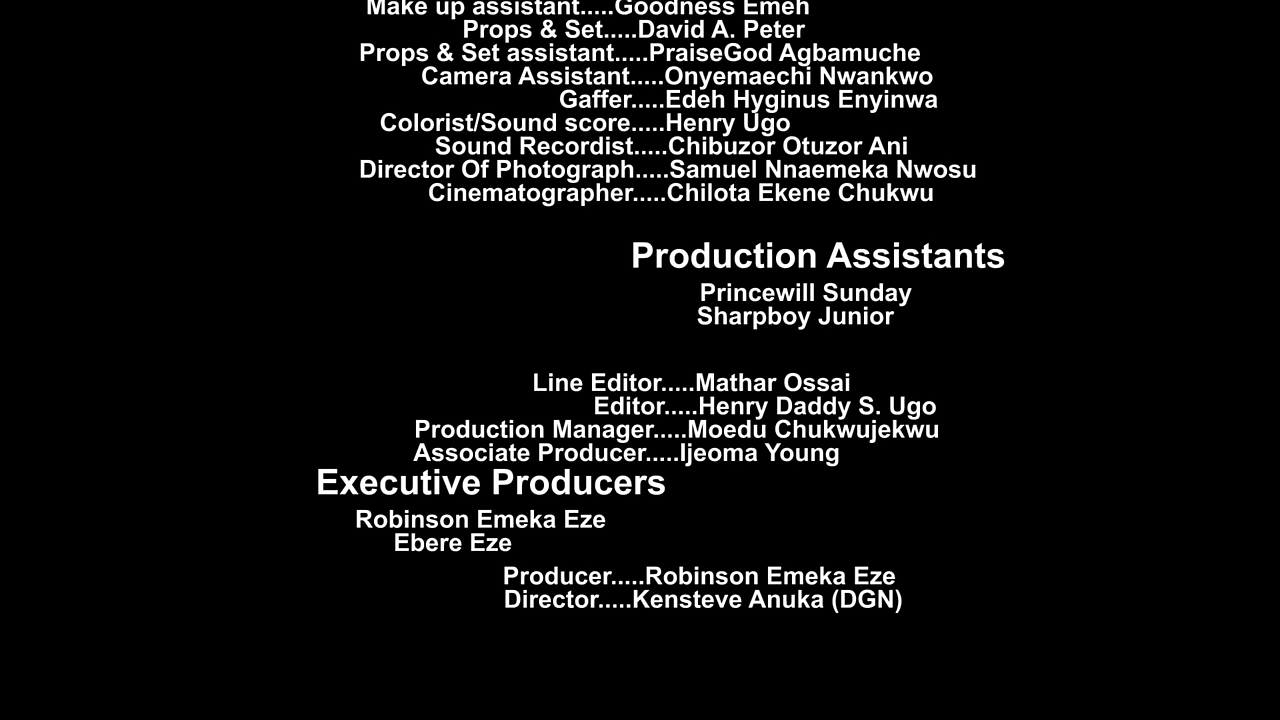 Make up assistant.....Goodness Emeh
Props & Set.....David A. Peter
Props & Set assistant.....PraiseGod Agbamuche
Camera Assistant.....Onyemaechi Nwankwo
Gaffer.....Edeh Hyginus Enyinwa
Colorist/Sound score.....Henry Ugo
Sound Recordist.....Chibuzor Otuzor Ani
Director Of Photograph.....Samuel Nnaemeka Nwosu
Cinematographer.....Chilota Ekene Chukwu
Production Assistants
Princewill Sunday
Sharpboy Junior
Line Editor.....Mathar Ossai
Editor.....Henry Daddy S. Ugo
Production Manager.....Moedu Chukwujekwu
Associate Producer.....Ijeoma Young
Executive Producers
Robinson Emeka Eze
Ebere Eze
Producer.....Robinson Emeka Eze
Director.....Kensteve Anuka (DGN)